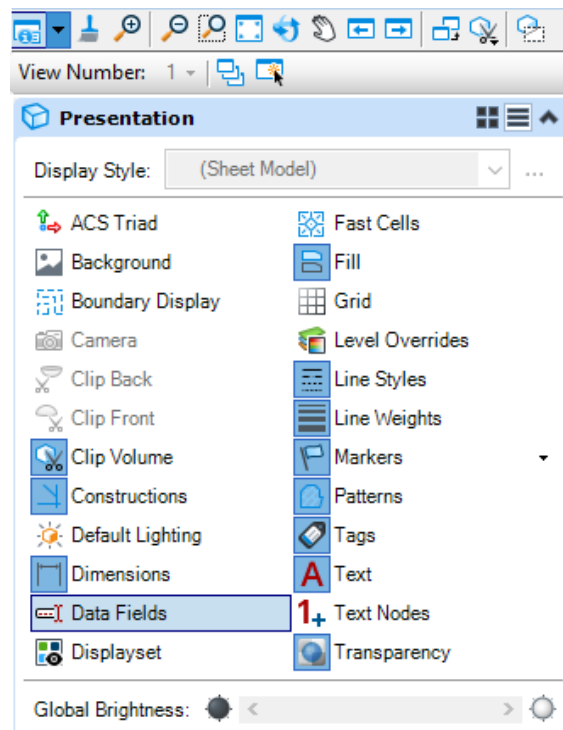 View Number: 1
Presentation
Display Style: (Sheet Model) ...
ACS Triad Fast Cells
Background Fill
Boundary Display Grid
Camera Level Overrides
Clip Back Line Styles
Clip Front Line Weights
Clip Volume Markers
Constructions Patterns
Default Lighting Tags
Dimensions A Text
Data Fields 1+ Text Nodes
Displayset Transparency
Global Brightness: